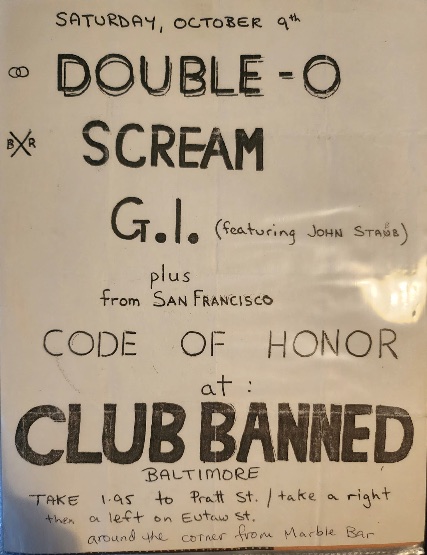 SATURDAY, OCTOBER 9th
DOUBLE-O
B R
SCREAM
G.I. (featuring JOHN STABB)
plus
from SAN FRANCISCO
CODE OF HONOR
at:
CLUB BANNED
BALTIMORE
TAKE I.95 to Pratt St. / take a right
then a left on Eutaw St.
around the corner from Marble Bar